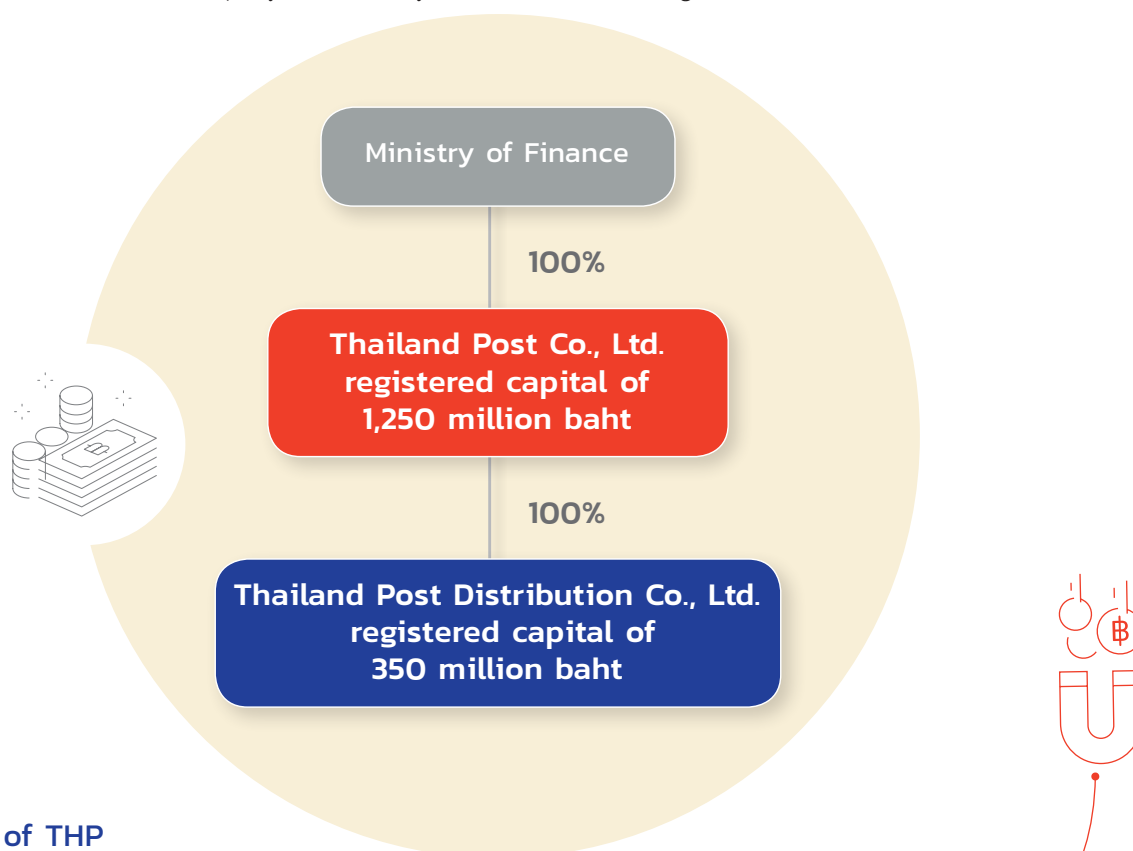 Ministry of Finance
100%
Thailand Post Co., Ltd.
registered capital of
1,250 million baht
100%
Thailand Post Distribution Co., Ltd.
registered capital of
350 million baht
฿
฿
of THP